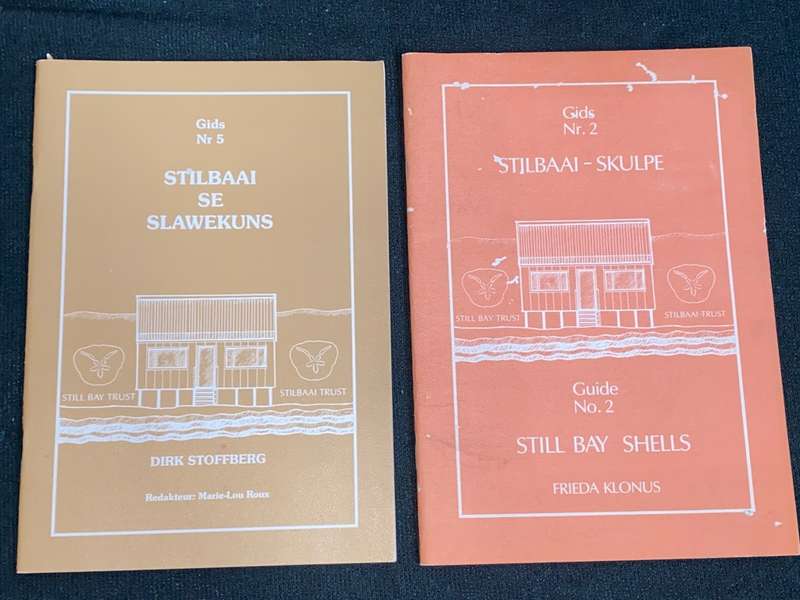 Gids
Nr 5
STILBAAI
SE
SLAWEKUNS
STILL BAY TRUST
STILBAAI TRUST
DIRK STOFFBERG
Redakteur: Marie-Lou Roux
Gids
Nr. 2
STILBAAI - SKULPE
STILL BAY TRUST
STILBAAI TRUST
Guide
No. 2
STILL BAY SHELLS
FRIEDA KLONUS